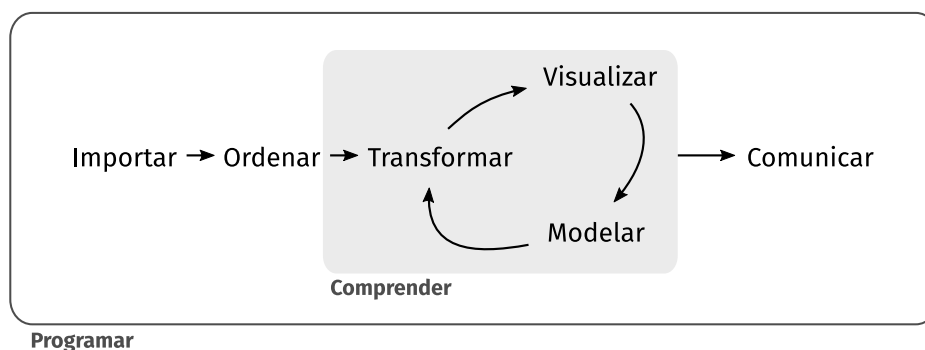 Visualizar
Importar Ordenar Transformar Comunicar
Modelar
Comprender
Programar